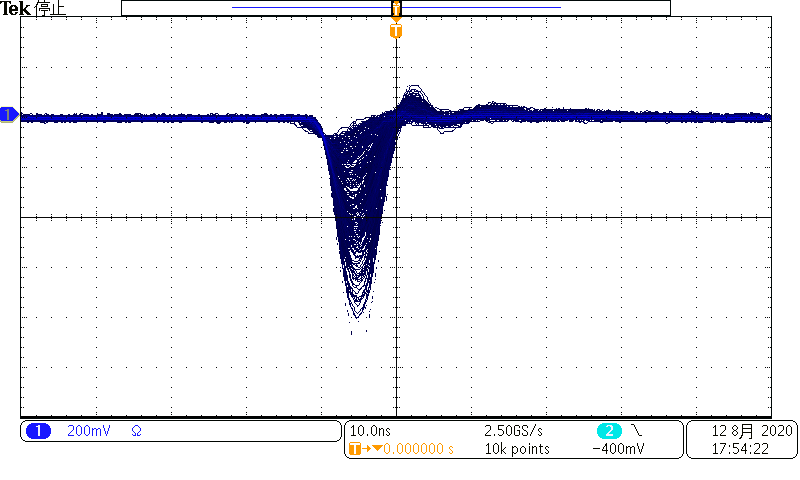 Tek 停止
T
T
1
1 200mV Ω
10.0ns 2.50GS/s 2
T→▼0.000000 s 10k points −400mV
12 8月 2020
17:54:22